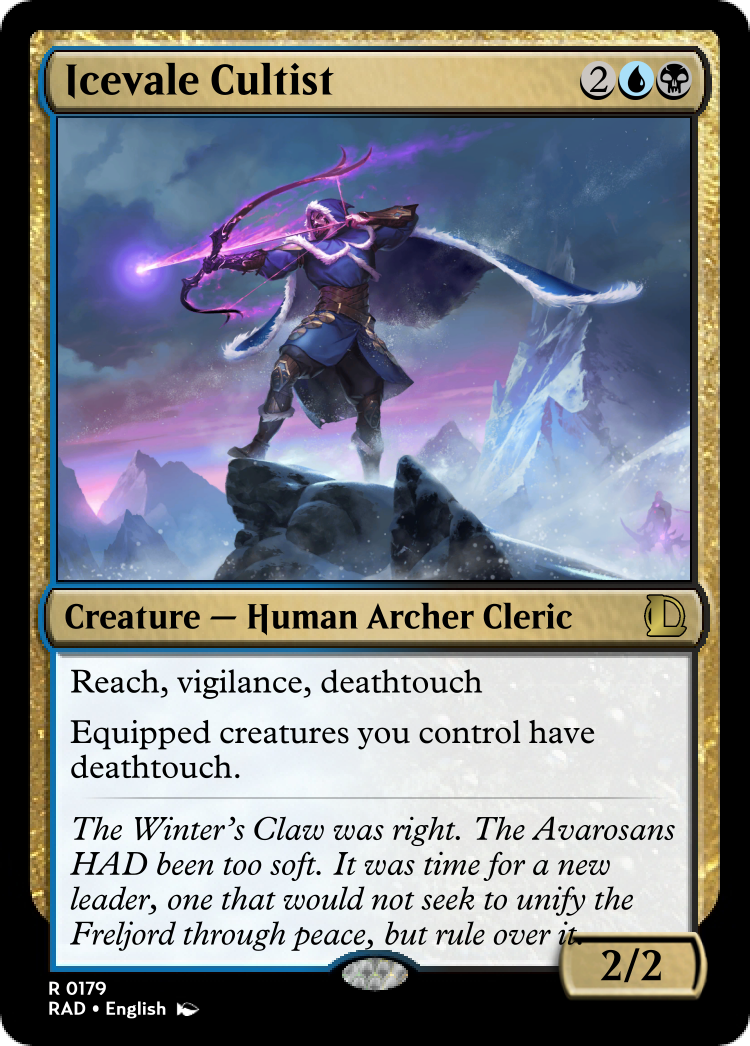 Icevale Cultist 2
Creature — Human Archer Cleric
Reach, vigilance, deathtouch
Equipped creatures you control have
deathtouch.
The Winter's Claw was right. The Avarosans
HAD been too soft. It was time for a new
leader, one that would not seek to unify the
Freljord through peace, but rule over it.
2/2
R 0179
RAD • English